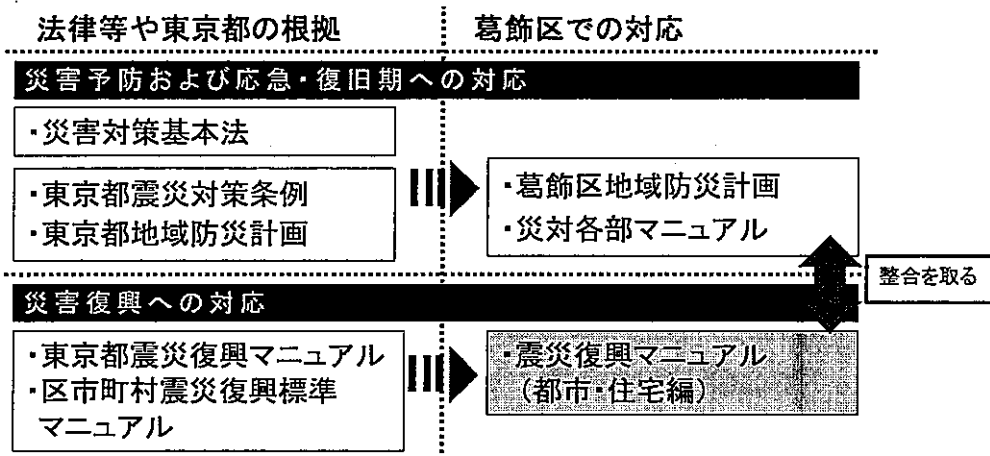 法律等や東京都の根拠
葛飾区での対応
災害予防および応急・復旧期への対応
・災害対策基本法
・東京都震災対策条例
・東京都地域防災計画
・葛飾区地域防災計画
・災対各部マニュアル
整合を取る
災害復興への対応
・東京都震災復興マニュアル
・区市町村震災復興標準
マニュアル
・震災復興マニュアル
（都市・住宅編）